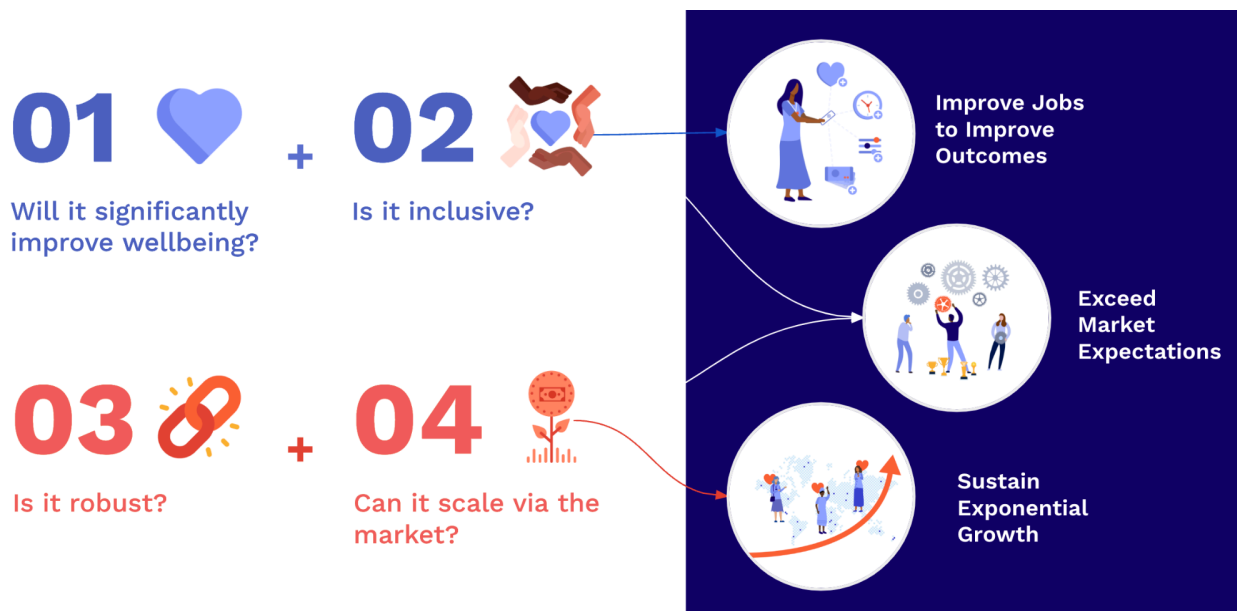 01
+
02
Will it significantly
improve wellbeing?
Is it inclusive?
03
+
04
Is it robust?
Can it scale via the
market?
Improve Jobs
to Improve
Outcomes
Exceed
Market
Expectations
Sustain
Exponential
Growth